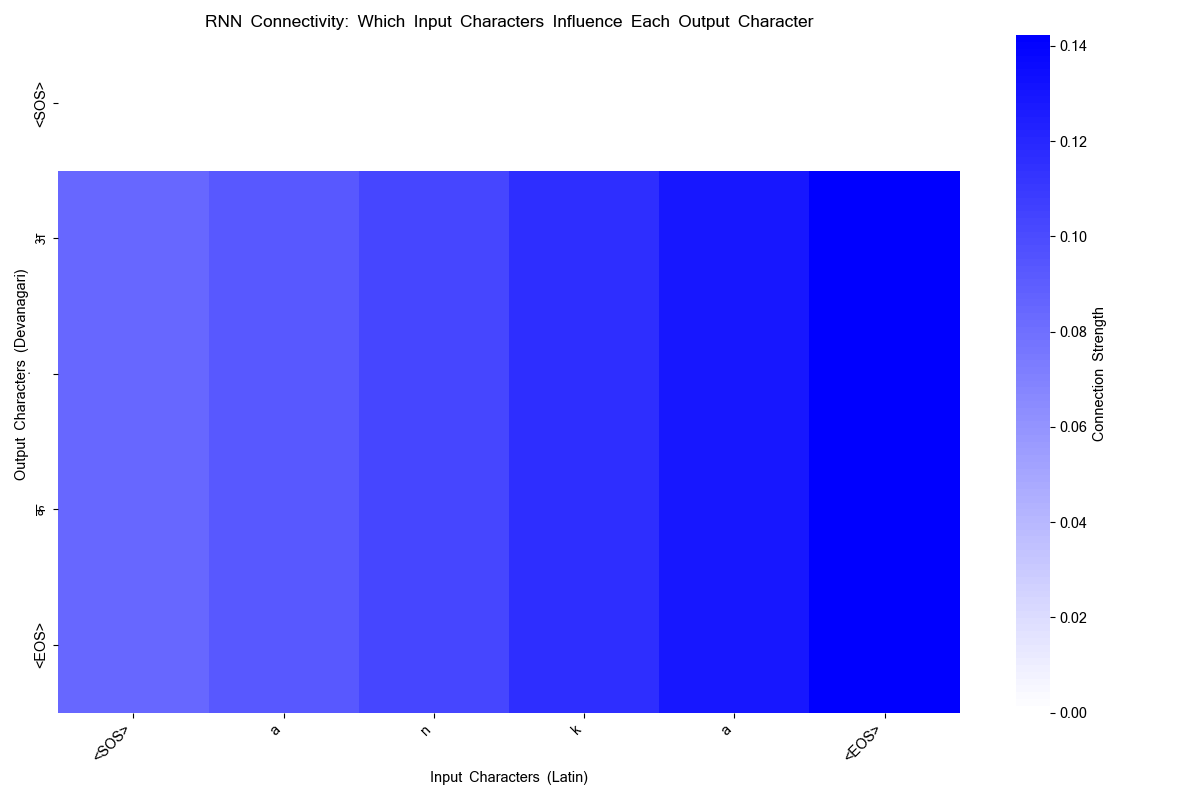 RNN Connectivity: Which Input Characters Influence Each Output Character
<SOS>
अ
ं
क
<EOS>
Output Characters (Devanagari)
<SOS>
a
n
k
a
<EOS>
Input Characters (Latin)
0.14
0.12
0.10
0.08
0.06
0.04
0.02
0.00
Connection Strength